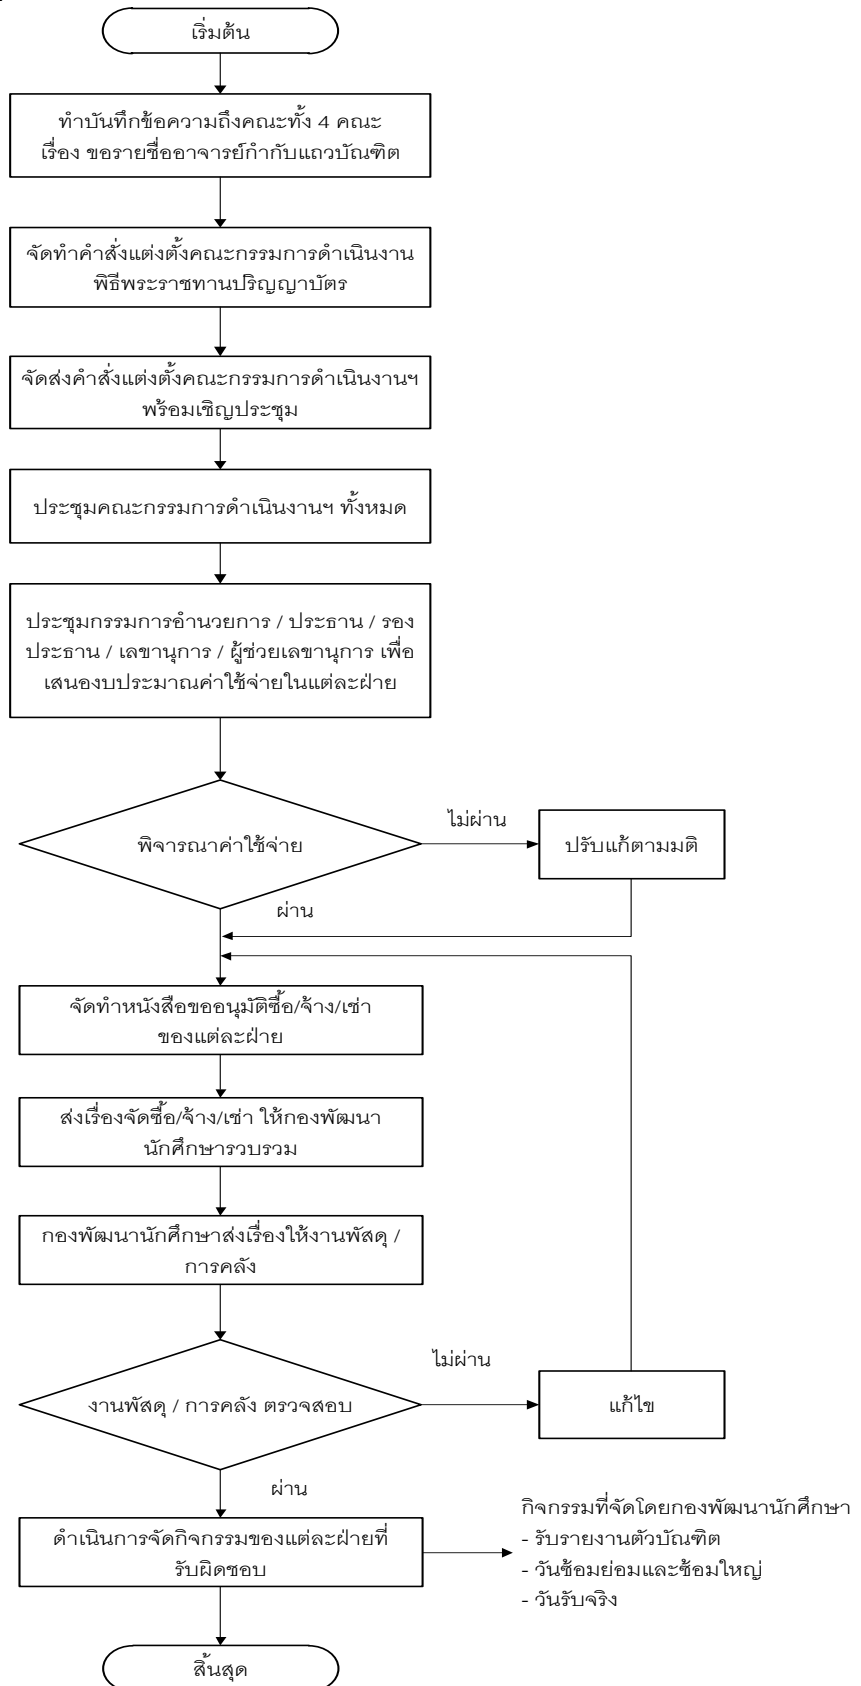 เริ่มต้น
ทำบันทึกข้อความถึงคณะทั้ง 4 คณะ
เรื่อง ขอรายชื่ออาจารย์กำกับแถวบัณฑิต
จัดทำคำสั่งแต่งตั้งคณะกรรมการดำเนินงาน
พิธีพระราชทานปริญญาบัตร
จัดส่งคำสั่งแต่งตั้งคณะกรรมการดำเนินงานฯ
พร้อมเชิญประชุม
ประชุมคณะกรรมการดำเนินงานฯ ทั้งหมด
ประชุมกรรมการอำนวยการ / ประธาน / รอง
ประธาน / เลขานุการ / ผู้ช่วยเลขานุการ เพื่อ
เสนองบประมาณค่าใช้จ่ายในแต่ละฝ่าย
พิจารณาค่าใช้จ่าย
ไม่ผ่าน
ปรับแก้ตามมติ
ผ่าน
จัดทำหนังสือขออนุมัติซื้อ/จ้าง/เช่า
ของแต่ละฝ่าย
ส่งเรื่องจัดซื้อ/จ้าง/เช่า ให้กองพัฒนา
นักศึกษารวบรวม
กองพัฒนานักศึกษาส่งเรื่องให้งานพัสดุ /
การคลัง
งานพัสดุ / การคลัง ตรวจสอบ
ไม่ผ่าน
แก้ไข
ผ่าน
ดำเนินการจัดกิจกรรมของแต่ละฝ่ายที่
รับผิดชอบ
กิจกรรมที่จัดโดยกองพัฒนานักศึกษา
- รับรายงานตัวบัณฑิต
- วันซ้อมย่อมและซ้อมใหญ่
- วันรับจริง
สิ้นสุด